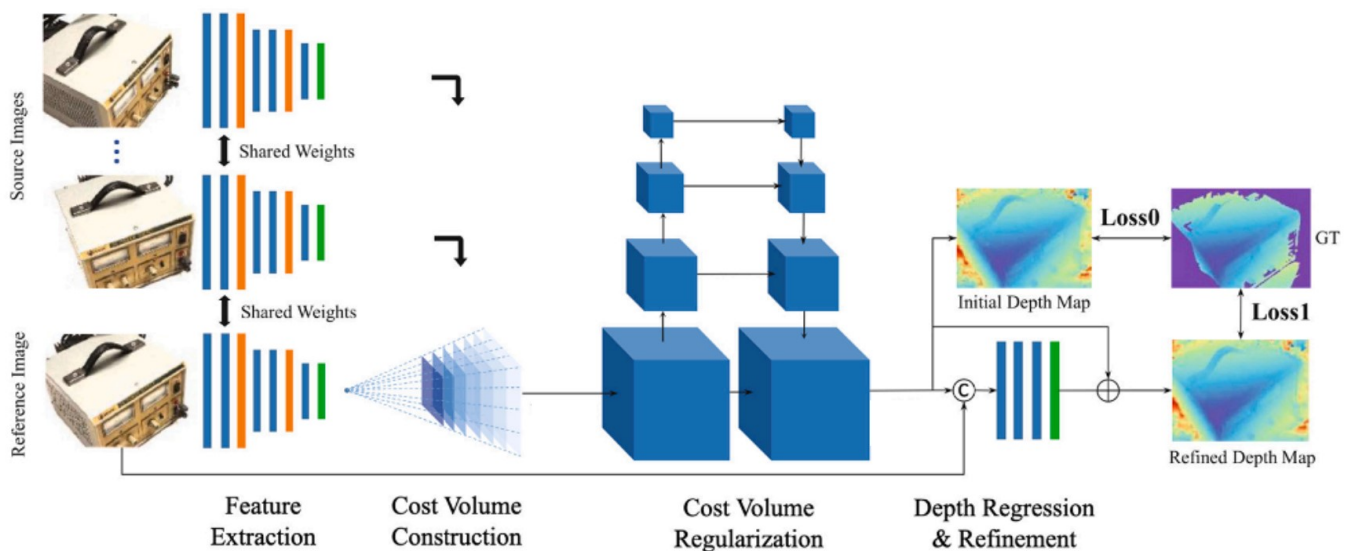 Source Images
Reference Image
Shared Weights
Shared Weights
Loss0
GT
Initial Depth Map
Loss1
C
Refined Depth Map
Feature
Extraction
Cost Volume
Construction
Cost Volume
Regularization
Depth Regression
& Refinement